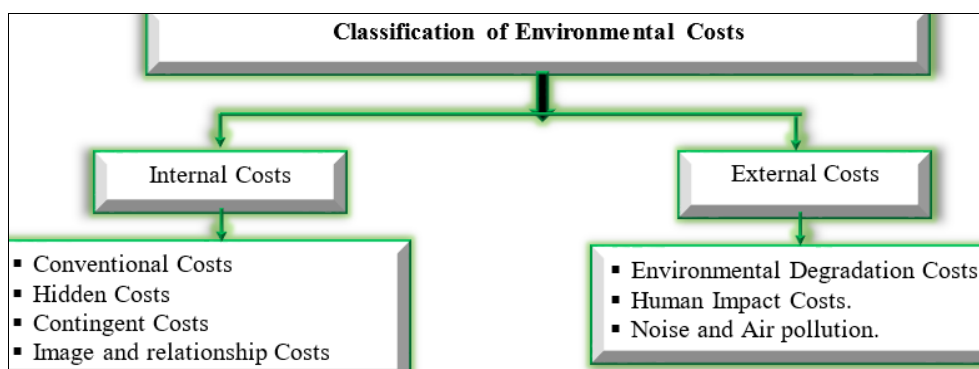 Classification of Environmental Costs
Internal Costs
External Costs
▪ Conventional Costs
▪ Hidden Costs
▪ Contingent Costs
▪ Image and relationship Costs
▪ Environmental Degradation Costs
▪ Human Impact Costs.
▪ Noise and Air pollution.